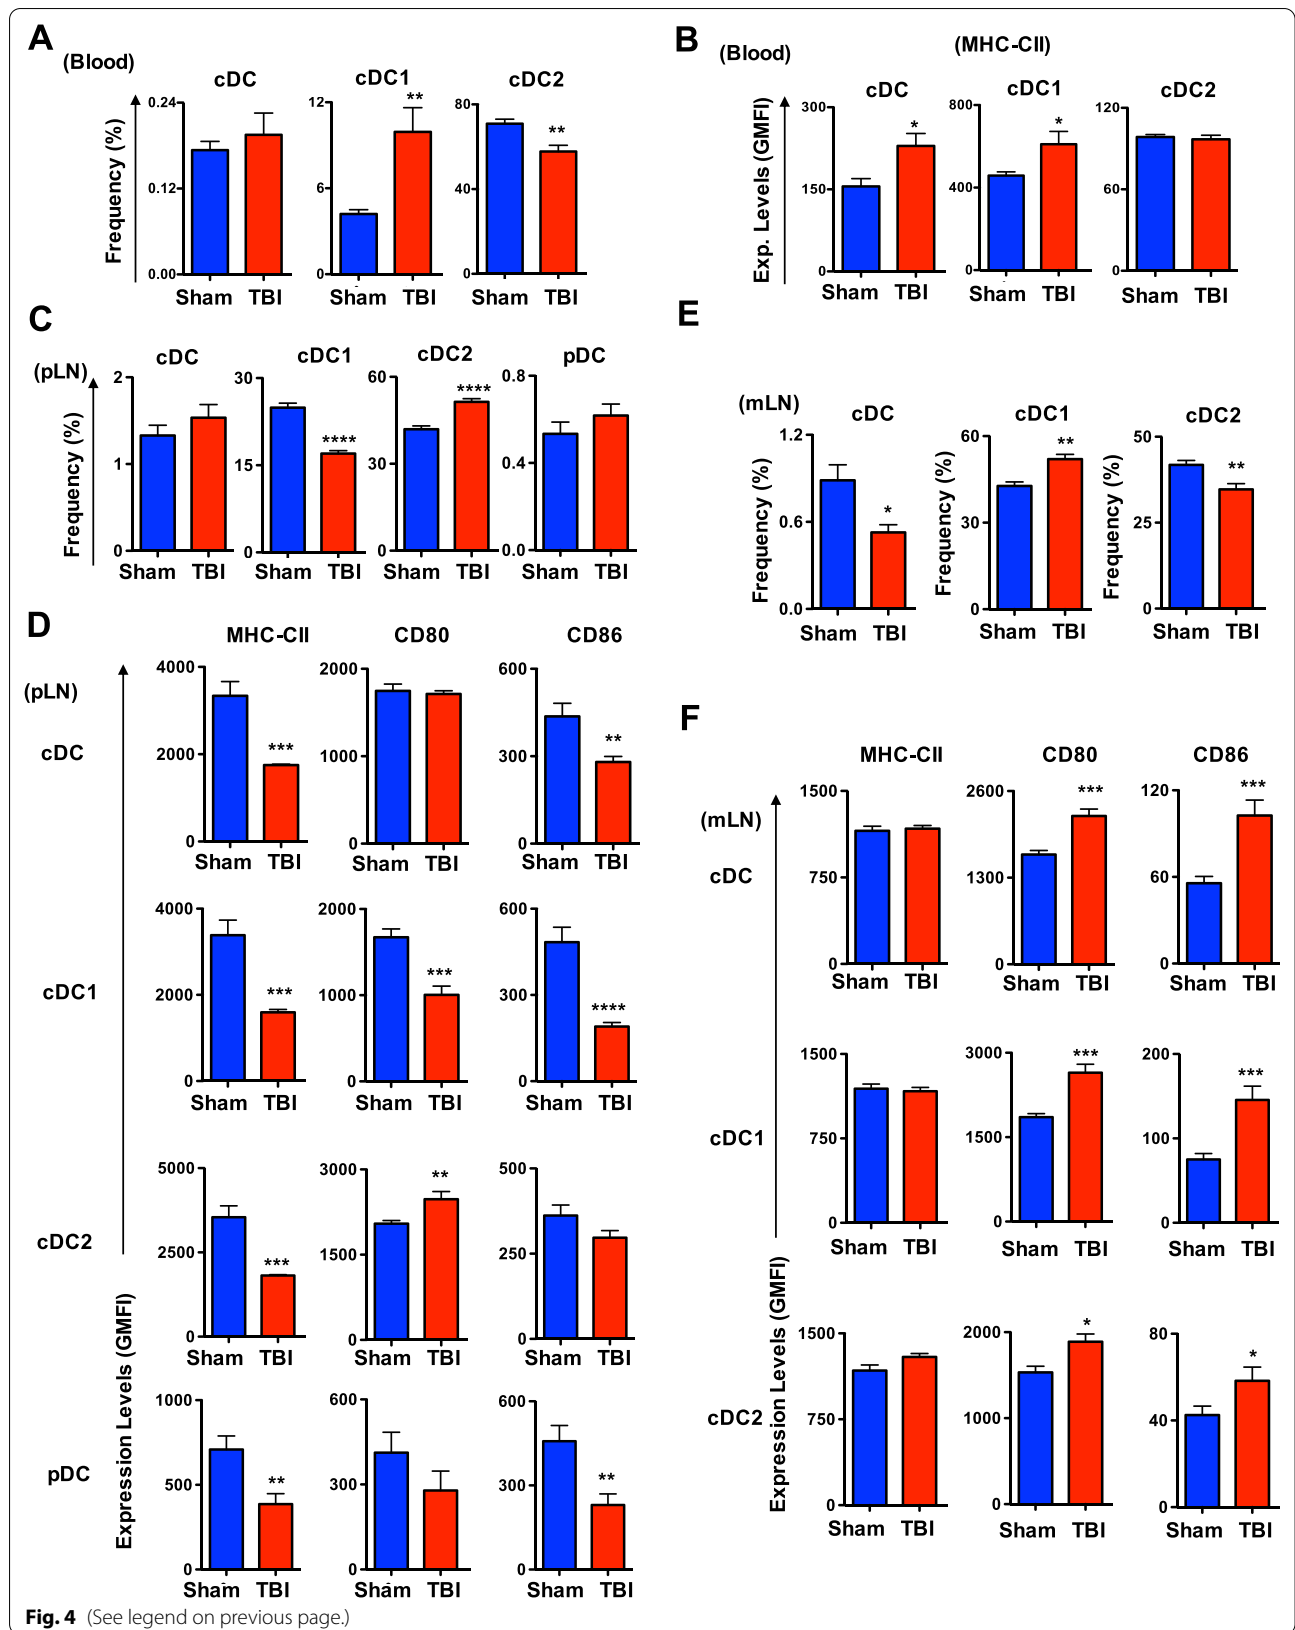 A
(Blood)
cDC
cDC1
cDC2
Frequency (%)
0.24
0.12
0.00
12
6
0
**
80
40
0
**
Sham TBI
Sham TBI
Sham TBI
B
(Blood)
(MHC-CII)
cDC
cDC1
cDC2
Exp. Levels (GMFI)
300
150
0
*
800
400
0
*
120
60
0
Sham TBI
Sham TBI
Sham TBI
C
(pLN)
cDC
cDC1
cDC2
pDC
Frequency (%)
2
1
0
30
15
0
****
60
30
0
****
0.8
0.4
0.0
Sham TBI
Sham TBI
Sham TBI
Sham TBI
E
(mLN)
cDC
cDC1
cDC2
Frequency (%)
1.2
0.6
0.0
*
Frequency (%)
60
30
0
**
Frequency (%)
50
25
0
**
Sham TBI
Sham TBI
Sham TBI
D
MHC-CII
CD80
CD86
(pLN)
Expression Levels (GMFI)
cDC
4000
2000
0
***
2000
1000
0
600
300
0
**
Sham TBI
Sham TBI
Sham TBI
cDC1
4000
2000
0
***
2000
1000
0
***
600
300
0
****
Sham TBI
Sham TBI
Sham TBI
cDC2
5000
2500
0
***
3000
1500
0
**
500
250
0
Sham TBI
Sham TBI
Sham TBI
pDC
1000
500
0
**
600
300
0
600
300
0
**
Sham TBI
Sham TBI
Sham TBI
F
MHC-CII
CD80
CD86
(mLN)
Expression Levels (GMFI)
cDC
1500
750
0
2600
1300
0
***
120
60
0
***
Sham TBI
Sham TBI
Sham TBI
cDC1
1500
750
0
3000
1500
0
***
200
100
0
***
Sham TBI
Sham TBI
Sham TBI
cDC2
1500
750
0
2000
1000
0
*
80
40
0
*
Sham TBI
Sham TBI
Sham TBI
Fig. 4 (See legend on previous page.)